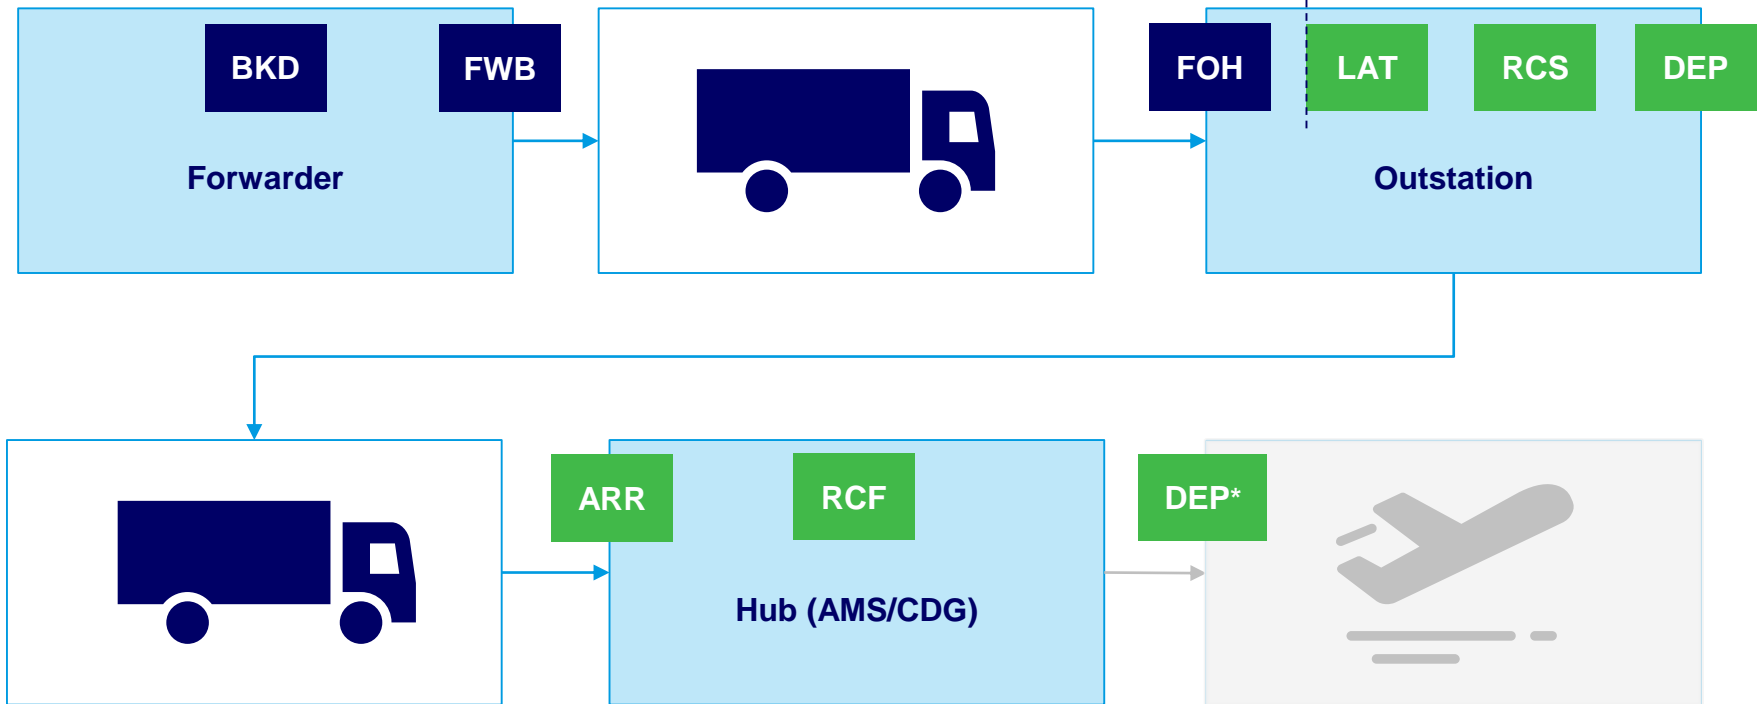 BKD
FWB
FOH
LAT
RCS
DEP
Forwarder
Outstation
ARR
RCF
DEP*
Hub (AMS/CDG)